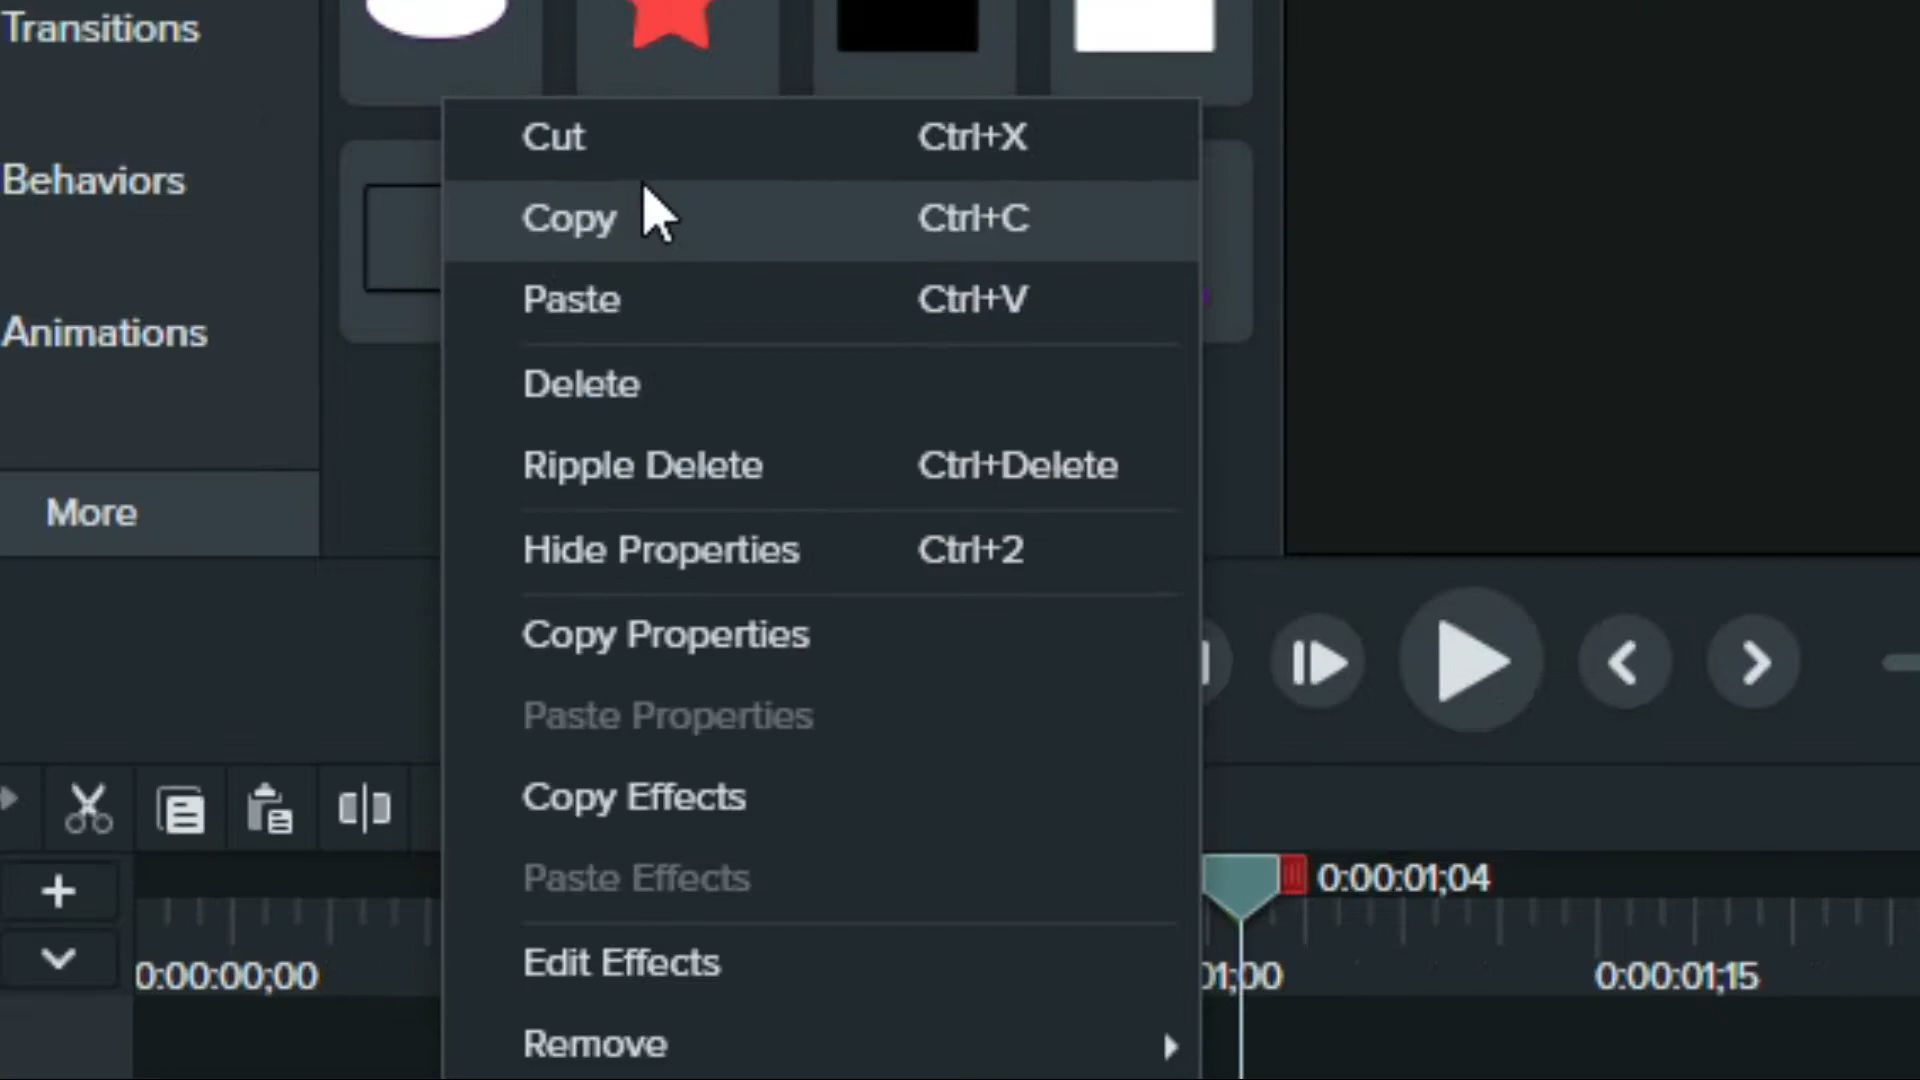 Transitions
Behaviors
Animations
More
Cut Ctrl+X
Copy Ctrl+C
Paste Ctrl+V
Delete
Ripple Delete Ctrl+Delete
Hide Properties Ctrl+2
Copy Properties
Paste Properties
Copy Effects
Paste Effects
Edit Effects
Remove
0:00:01;04
0:00:00;00
01;00
0:00:01;15